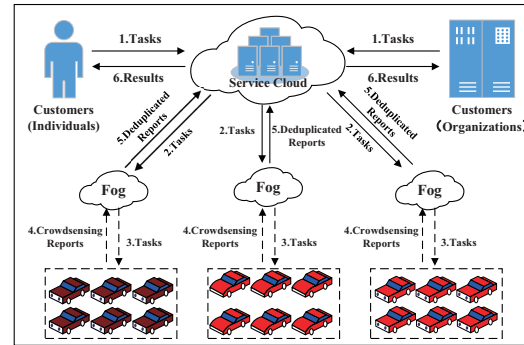 1.Tasks
1.Tasks
6.Results
6.Results
Service Cloud
Customers
(Individuals)
Customers
(Organizations)
5.Deduplicated
Reports
2.Tasks
2.Tasks
5.Deduplicated
Reports
5.Deduplicated
Reports
2.Tasks
Fog
Fog
Fog
4.Crowdsensing
Reports
3.Tasks
4.Crowdsensing
Reports
3.Tasks
4.Crowdsensing
Reports
3.Tasks